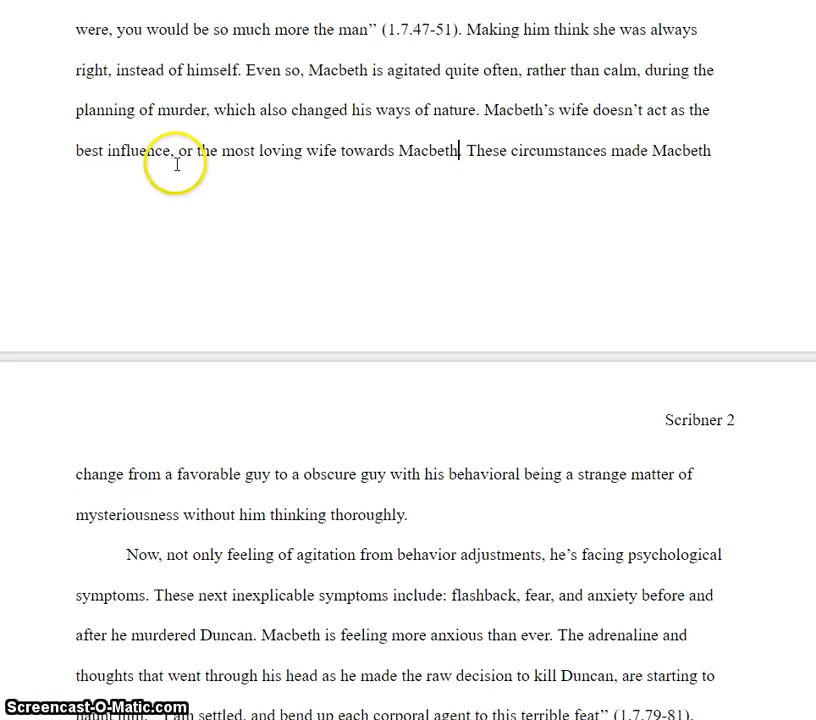 were, you would be so much more the man” (1.7.47-51). Making him think she was always
right, instead of himself. Even so, Macbeth is agitated quite often, rather than calm, during the
planning of murder, which also changed his ways of nature. Macbeth’s wife doesn’t act as the
best influence, or the most loving wife towards Macbeth. These circumstances made Macbeth
Scribner 2
change from a favorable guy to a obscure guy with his behavioral being a strange matter of
mysteriousness without him thinking thoroughly.
Now, not only feeling of agitation from behavior adjustments, he’s facing psychological
symptoms. These next inexplicable symptoms include: flashback, fear, and anxiety before and
after he murdered Duncan. Macbeth is feeling more anxious than ever. The adrenaline and
thoughts that went through his head as he made the raw decision to kill Duncan, are starting to
settled, and bend up each corporal agent to this terrible feat” (1.7.79-81).
Screencast-O-Matic.com